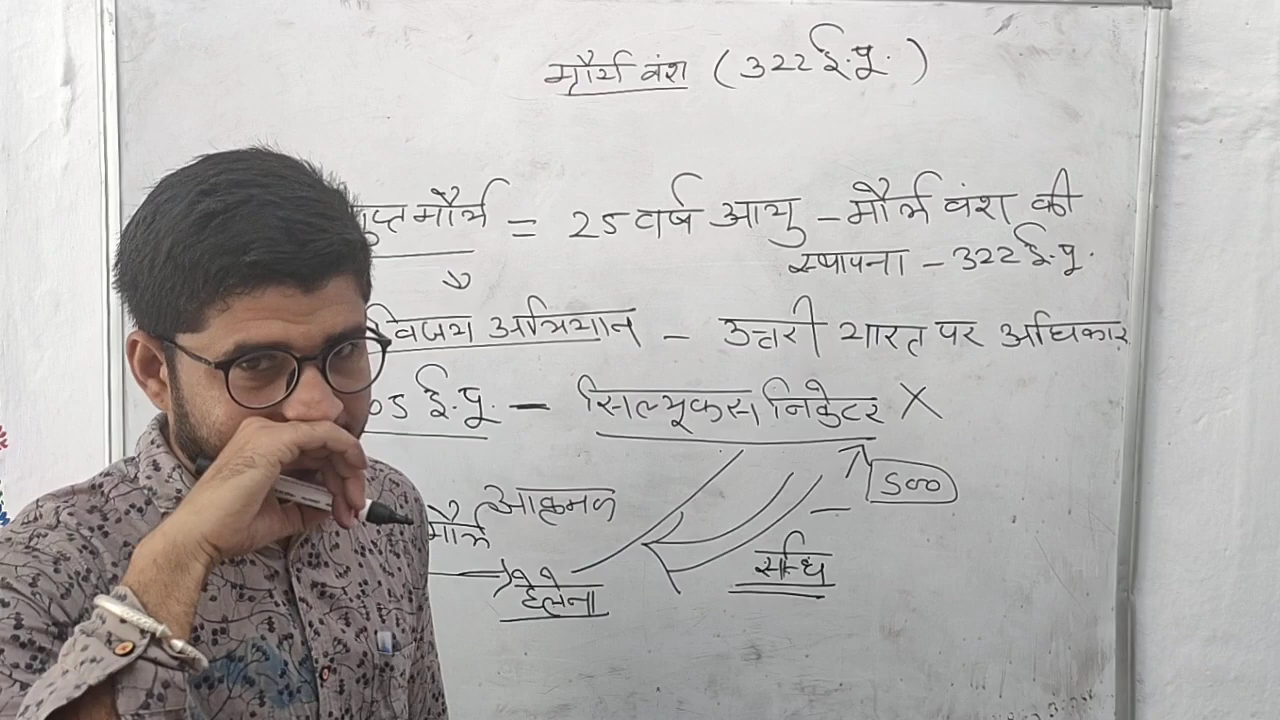 मौर्य वंश (322 ई.पू.)
गुप्त मौर्य = 25 वर्ष आयु - मौर्य वंश की
स्थापना - 322 ई.पू.
विजय अभियान - उत्तरी भारत पर अधिकार
05 ई.पू. - सिल्यूकस निकेटर X
500
मौर्य आक्रमण
सन्धि
हेलेना